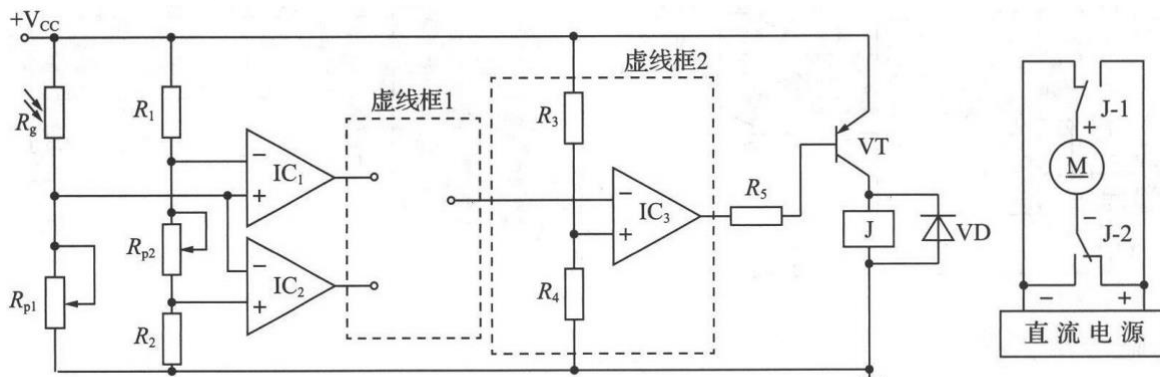 +V_CC
虚线框2
虚线框1
R_g
R_1
R_3
J-1
− IC_1 +
− IC_3 +
VT
+
M
R_p2
R_5
−
− IC_2 +
J
VD
J-2
R_p1
R_4
R_2
− +
直流电源